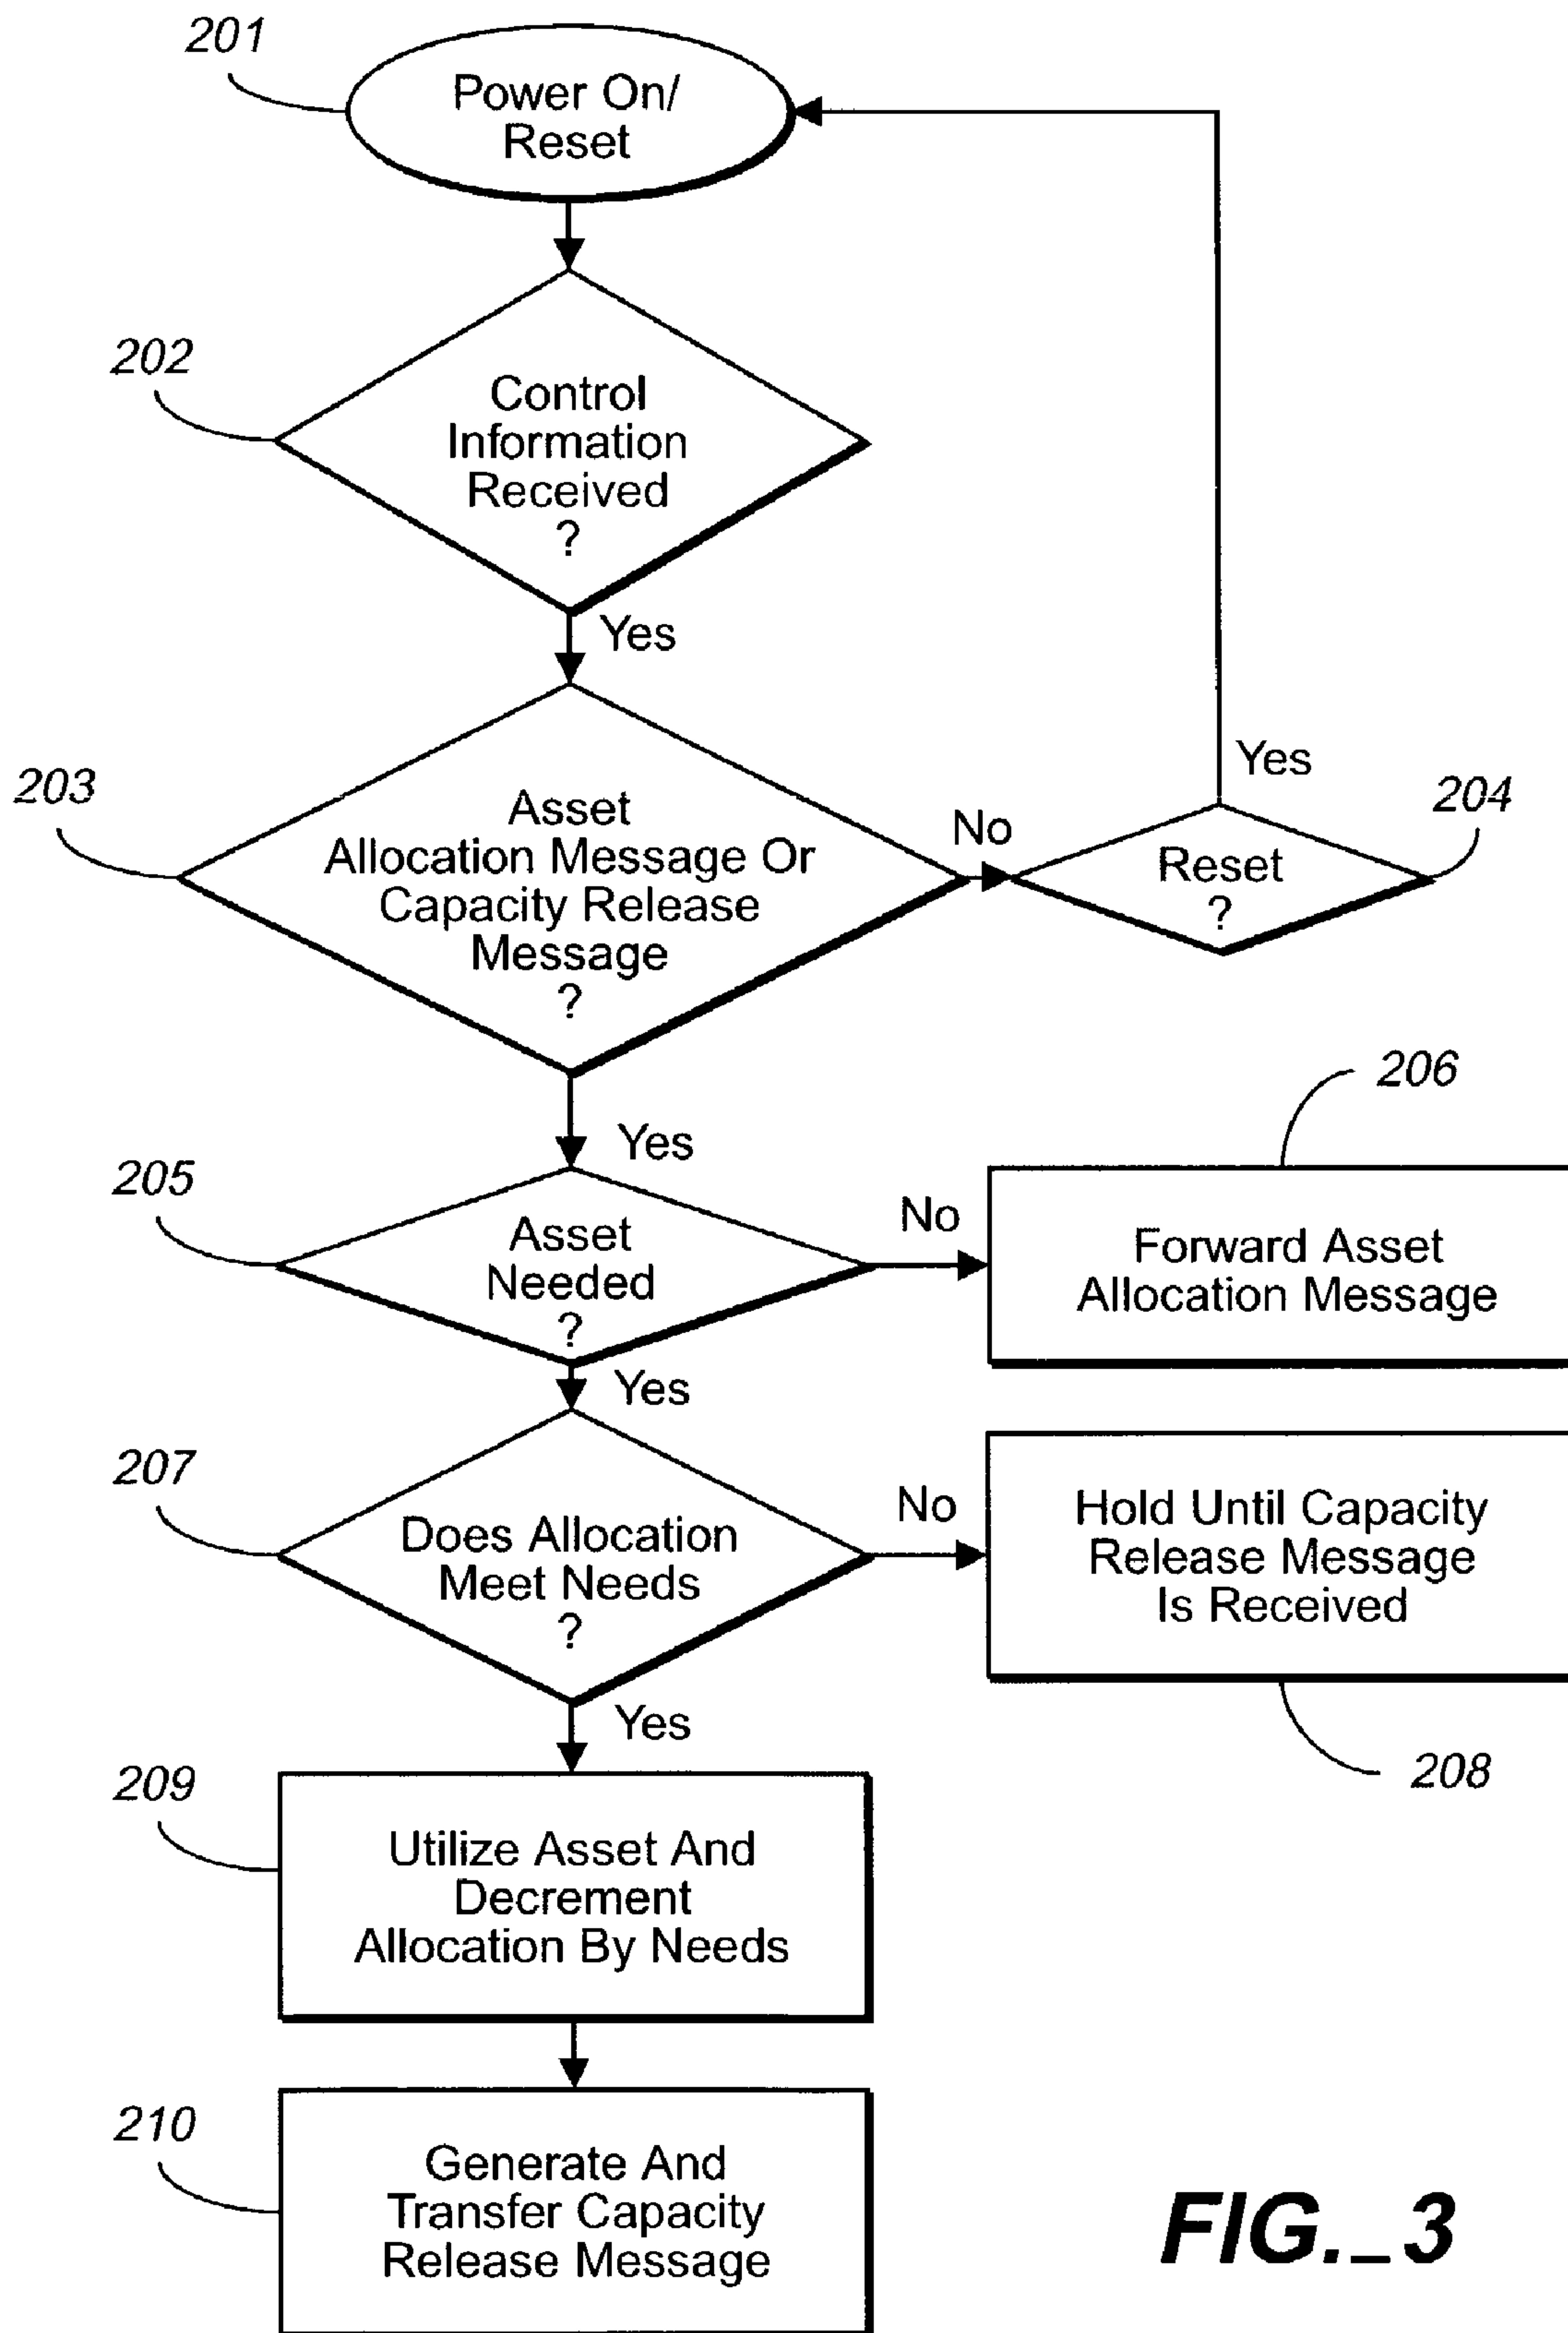 201
Power On/
Reset
202
Control
Information
Received
?
Yes
203
Asset
Allocation Message Or
Capacity Release
Message
?
No
Yes
204
Reset
?
Yes
205
Asset
Needed
?
No
206
Forward Asset
Allocation Message
Yes
207
Does Allocation
Meet Needs
?
No
Hold Until Capacity
Release Message
Is Received
208
Yes
209
Utilize Asset And
Decrement
Allocation By Needs
210
Generate And
Transfer Capacity
Release Message
FIG._3